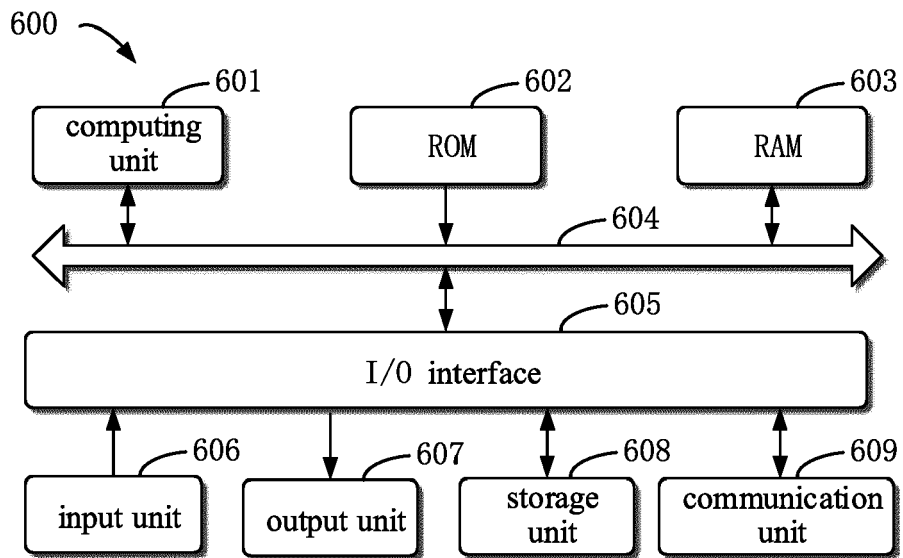 600
601
602
603
computing
unit
ROM
RAM
604
605
I/O interface
606
607
608
609
input unit
output unit
storage
unit
communication
unit